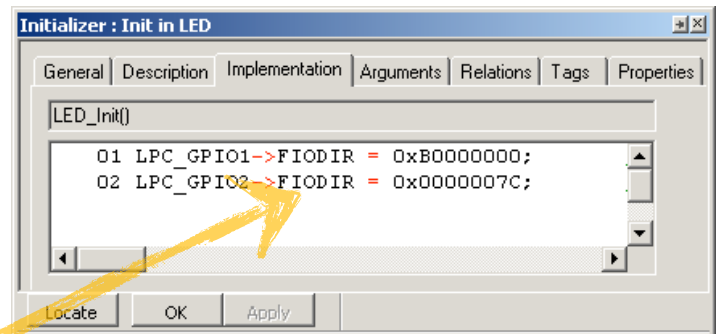 Initializer : Init in LED
General Description Implementation Arguments Relations Tags Properties
LED_Init()
01 LPC_GPIO1->FIODIR = 0xB0000000;
02 LPC_GPIO2->FIODIR = 0x0000007C;
Locate OK Apply